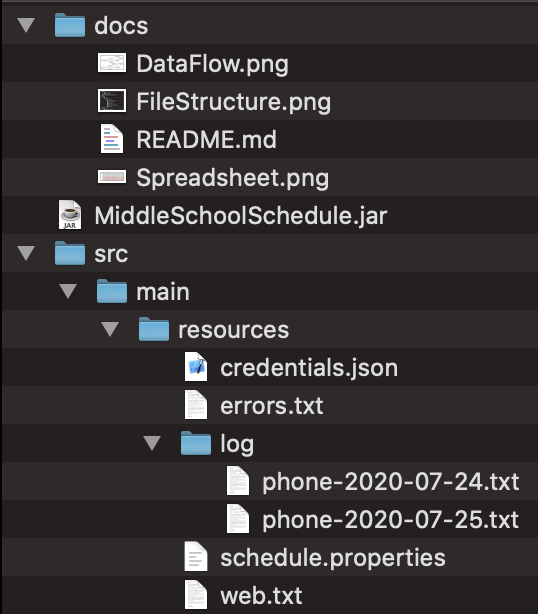 docs
DataFlow.png
FileStructure.png
README.md
Spreadsheet.png
JAR
MiddleSchoolSchedule.jar
src
main
resources
credentials.json
errors.txt
log
phone-2020-07-24.txt
phone-2020-07-25.txt
schedule.properties
web.txt